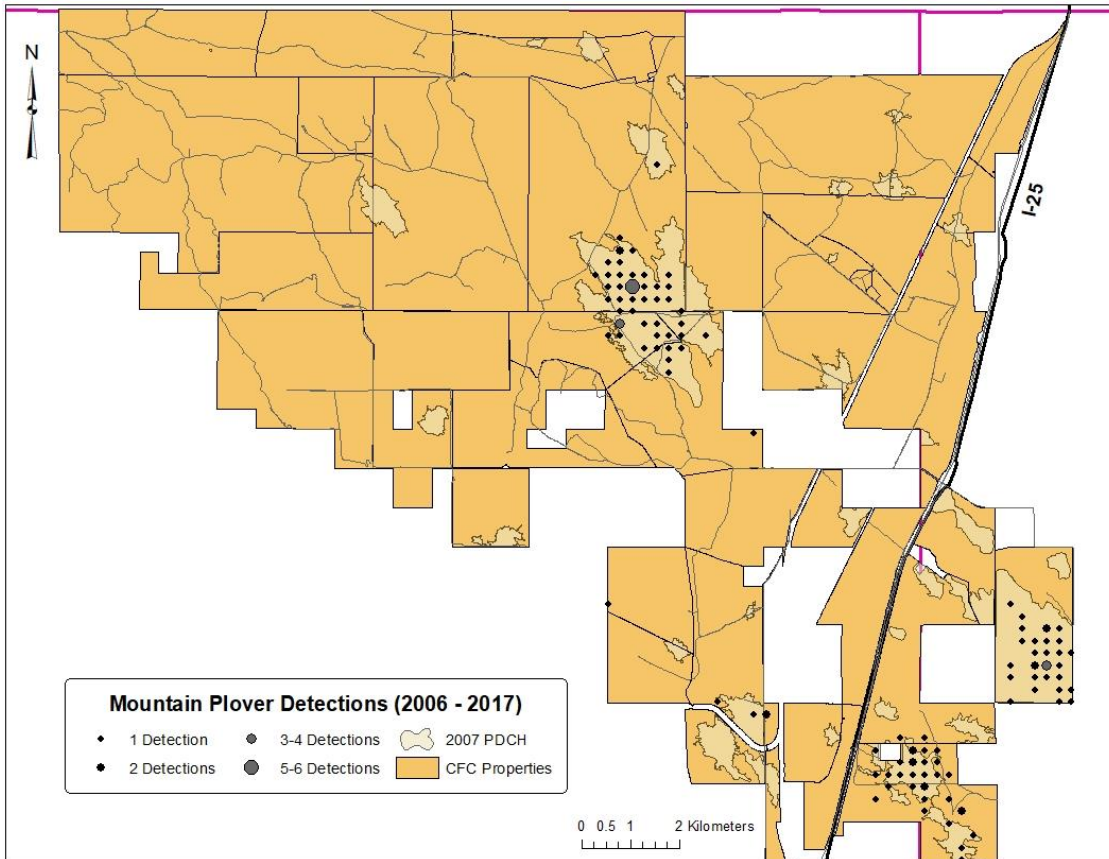 N
I-25
Mountain Plover Detections (2006 - 2017)
1 Detection
3-4 Detections
2007 PDCH
2 Detections
5-6 Detections
CFC Properties
0 0.5 1 2 Kilometers